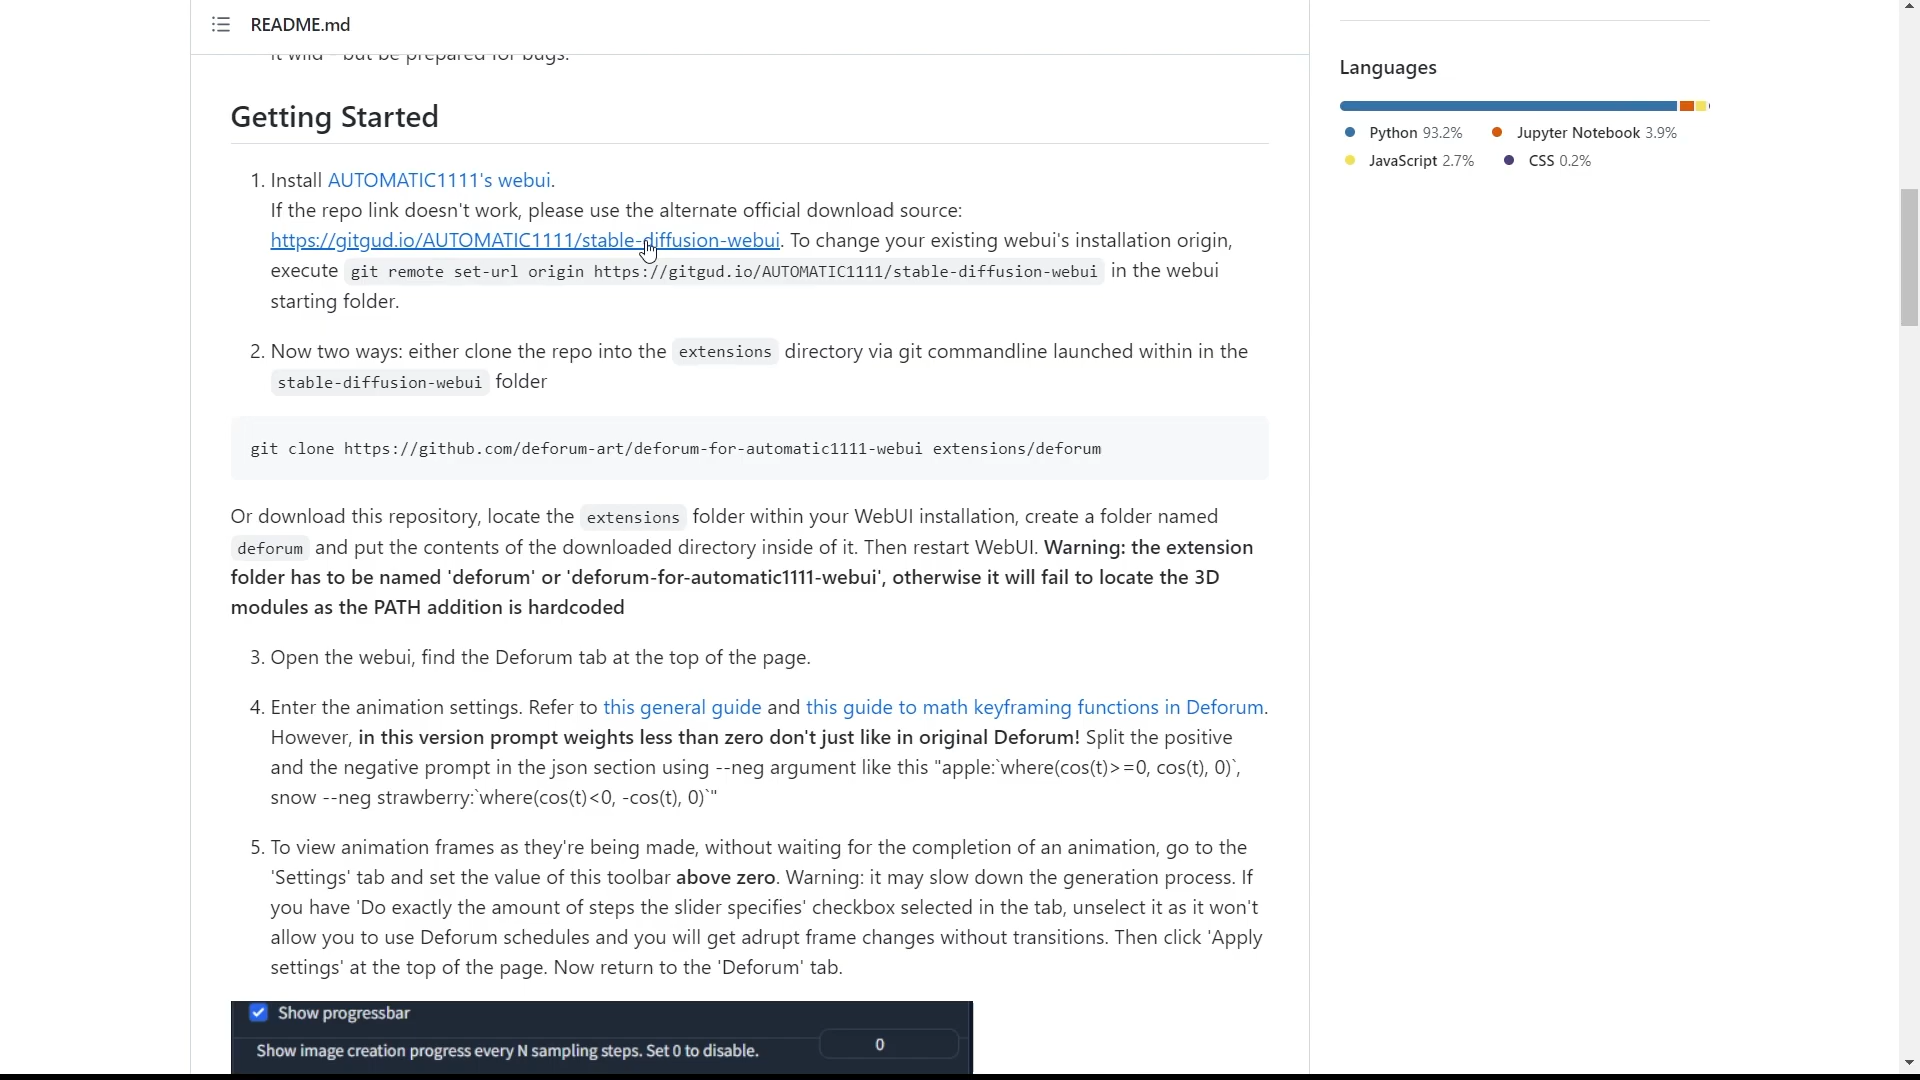 README.md
it wild - but be prepared for bugs.
Getting Started
1. Install AUTOMATIC1111's webui.
If the repo link doesn't work, please use the alternate official download source:
https://gitgud.io/AUTOMATIC1111/stable-diffusion-webui. To change your existing webui's installation origin,
execute git remote set-url origin https://gitgud.io/AUTOMATIC1111/stable-diffusion-webui in the webui
starting folder.
2. Now two ways: either clone the repo into the extensions directory via git commandline launched within in the
stable-diffusion-webui folder
git clone https://github.com/deforum-art/deforum-for-automatic1111-webui extensions/deforum
Or download this repository, locate the extensions folder within your WebUI installation, create a folder named
deforum and put the contents of the downloaded directory inside of it. Then restart WebUI. Warning: the extension
folder has to be named 'deforum' or 'deforum-for-automatic1111-webui', otherwise it will fail to locate the 3D
modules as the PATH addition is hardcoded
3. Open the webui, find the Deforum tab at the top of the page.
4. Enter the animation settings. Refer to this general guide and this guide to math keyframing functions in Deforum.
However, in this version prompt weights less than zero don't just like in original Deforum! Split the positive
and the negative prompt in the json section using --neg argument like this "apple:`where(cos(t)>=0, cos(t), 0)`,
snow --neg strawberry:`where(cos(t)<0, -cos(t), 0)`"
5. To view animation frames as they're being made, without waiting for the completion of an animation, go to the
'Settings' tab and set the value of this toolbar above zero. Warning: it may slow down the generation process. If
you have 'Do exactly the amount of steps the slider specifies' checkbox selected in the tab, unselect it as it won't
allow you to use Deforum schedules and you will get adrupt frame changes without transitions. Then click 'Apply
settings' at the top of the page. Now return to the 'Deforum' tab.
Show progressbar
Show image creation progress every N sampling steps. Set 0 to disable. 0
Languages
Python 93.2% Jupyter Notebook 3.9%
JavaScript 2.7% CSS 0.2%